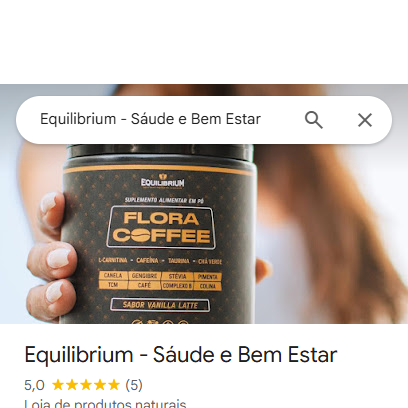 Equilibrium - Sáude e Bem Estar
EQUILIBRIUM
SUPLEMENTO ALIMENTAR EM PÓ
FLORA
COFFEE
L-CARNITINA - CAFEÍNA - TAURINA - CHÁ VERDE
CANELA GENGIBRE STÉVIA PIMENTA
TCM CAFÉ COMPLEXO B COLINA
SABOR VANILLA LATTE
Equilibrium - Sáude e Bem Estar
5,0 ★★★★★ (5)
Loja de produtos naturais